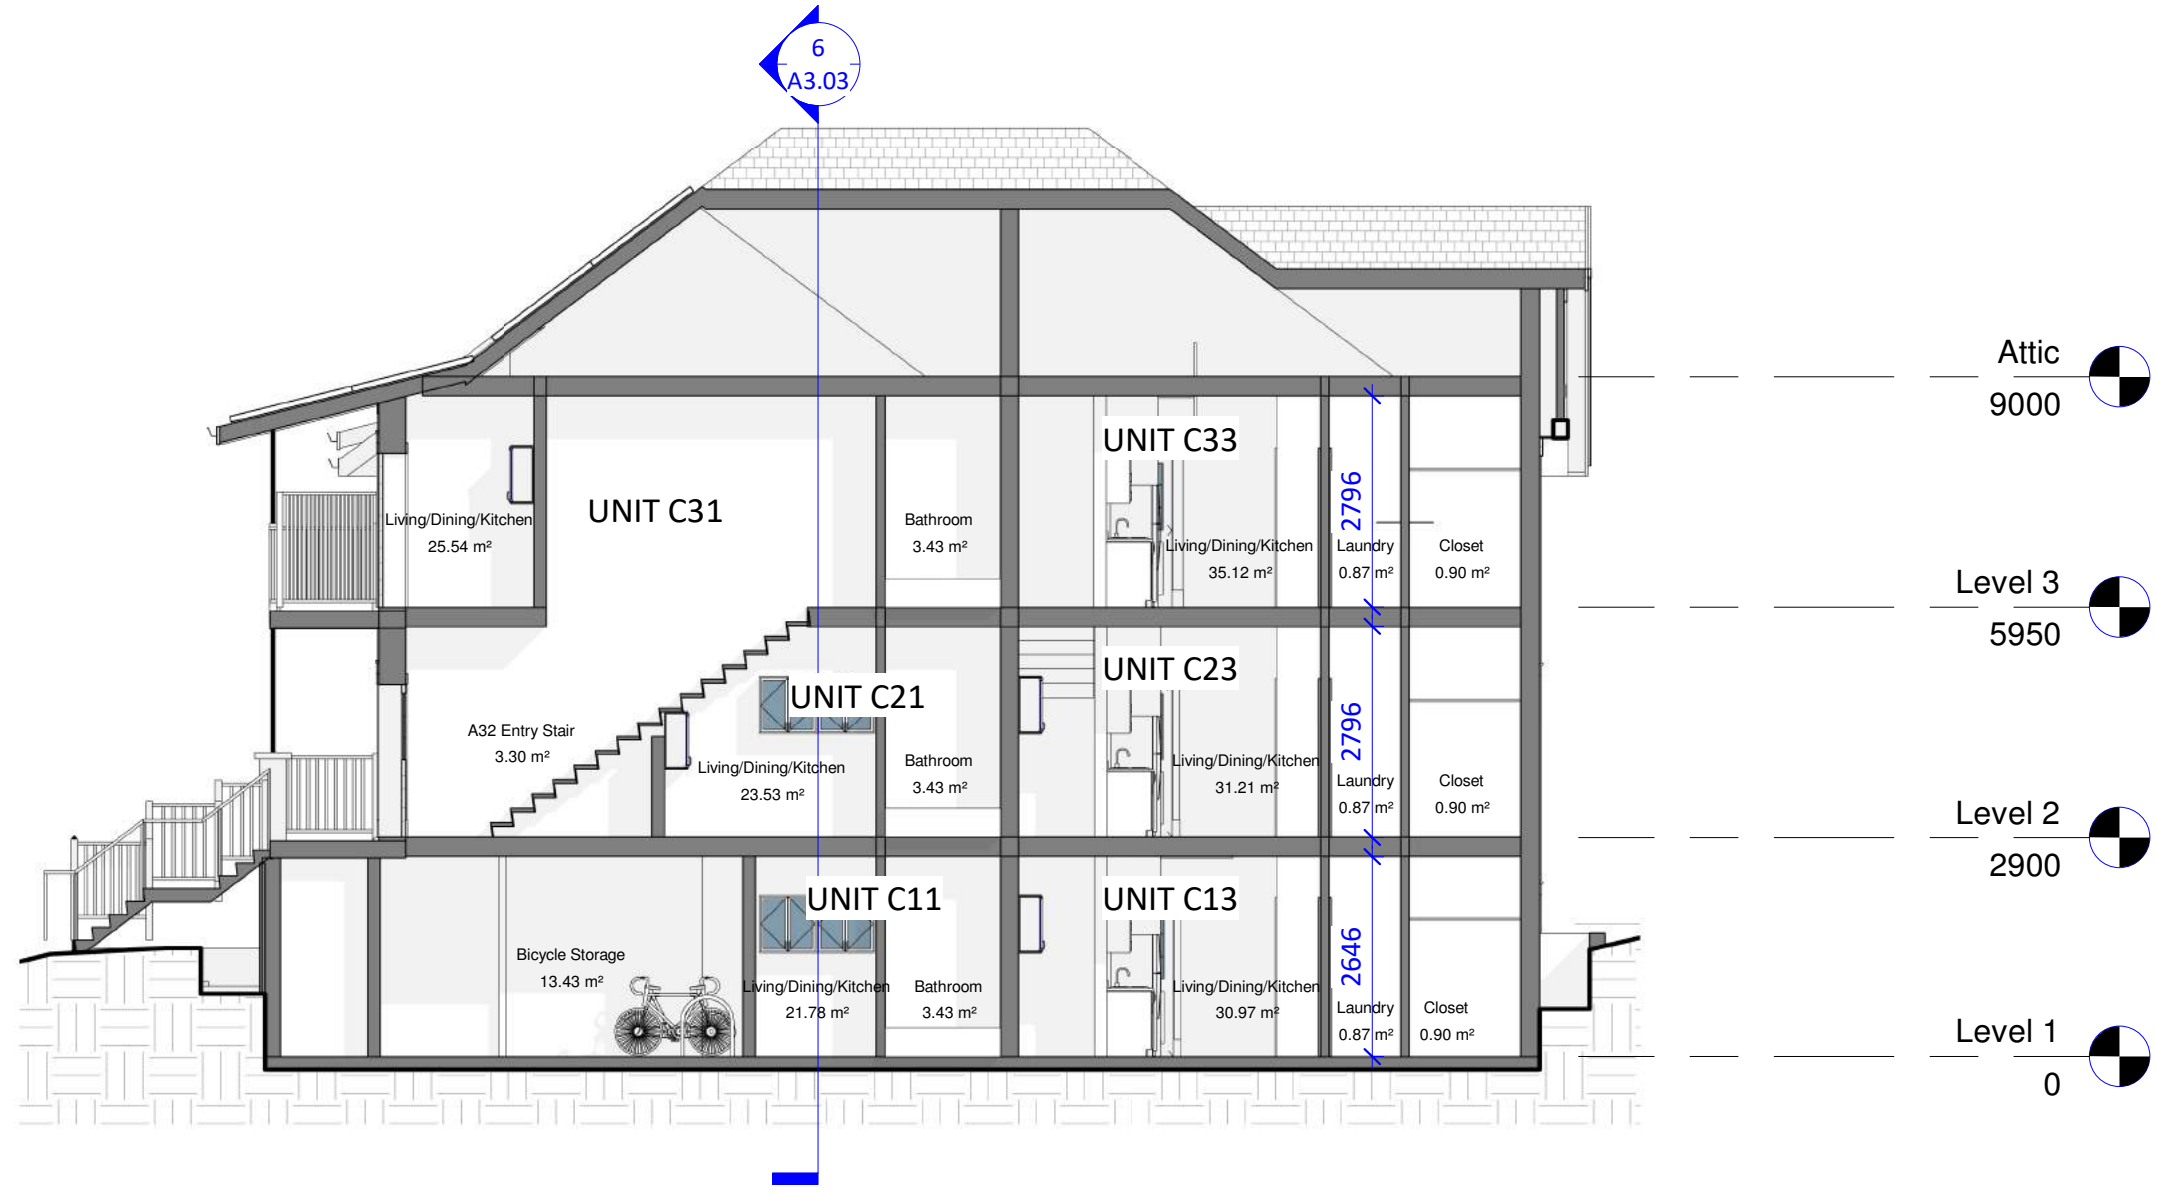 6
A3.03
Attic
9000
UNIT C33
UNIT C31
2796
Living/Dining/Kitchen
25.54 m²
Bathroom
3.43 m²
Living/Dining/Kitchen
35.12 m²
Laundry
0.87 m²
Closet
0.90 m²
Level 3
5950
UNIT C23
UNIT C21
2796
A32 Entry Stair
3.30 m²
Living/Dining/Kitchen
23.53 m²
Bathroom
3.43 m²
Living/Dining/Kitchen
31.21 m²
Laundry
0.87 m²
Closet
0.90 m²
Level 2
2900
UNIT C11
UNIT C13
2646
Bicycle Storage
13.43 m²
Living/Dining/Kitchen
21.78 m²
Bathroom
3.43 m²
Living/Dining/Kitchen
30.97 m²
Laundry
0.87 m²
Closet
0.90 m²
Level 1
0